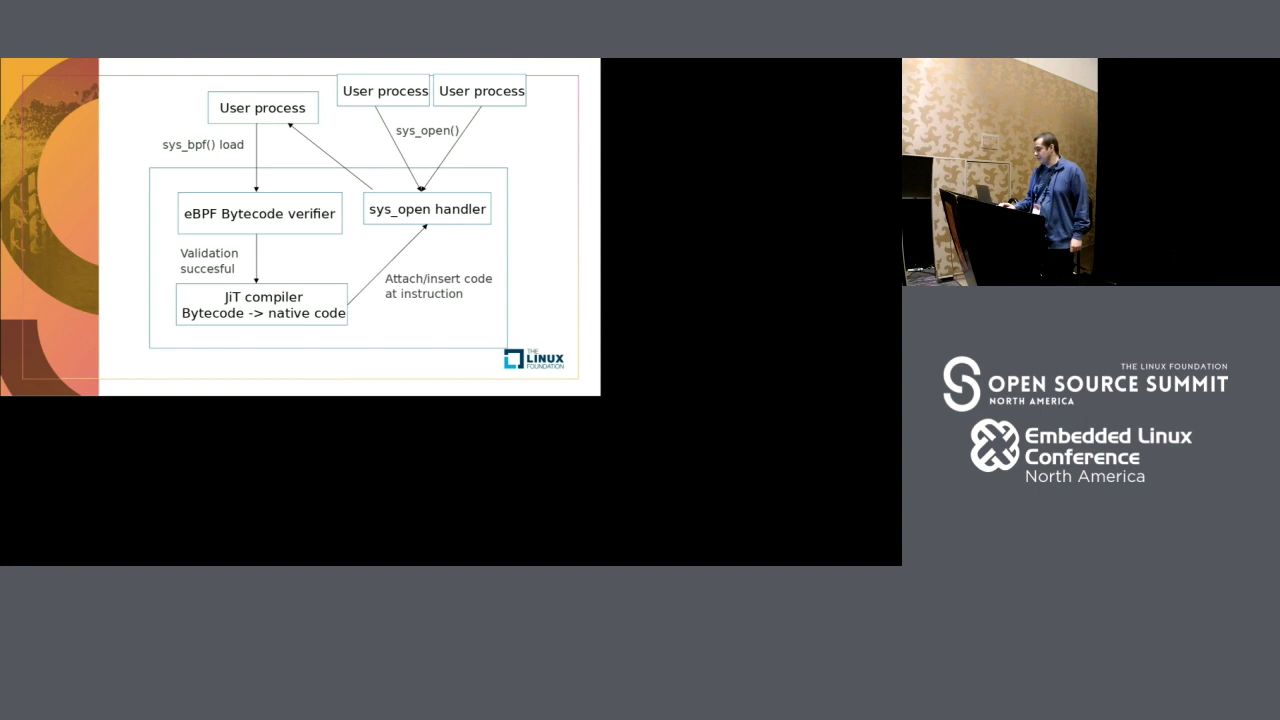 User process
User process
User process
sys_open()
sys_bpf() load
eBPF Bytecode verifier
sys_open handler
Validation
succesful
Attach/insert code
at instruction
JiT compiler
Bytecode -> native code
THE
LINUX
FOUNDATION
THE LINUX FOUNDATION
OPEN SOURCE SUMMIT
NORTH AMERICA
Embedded Linux
Conference
North America